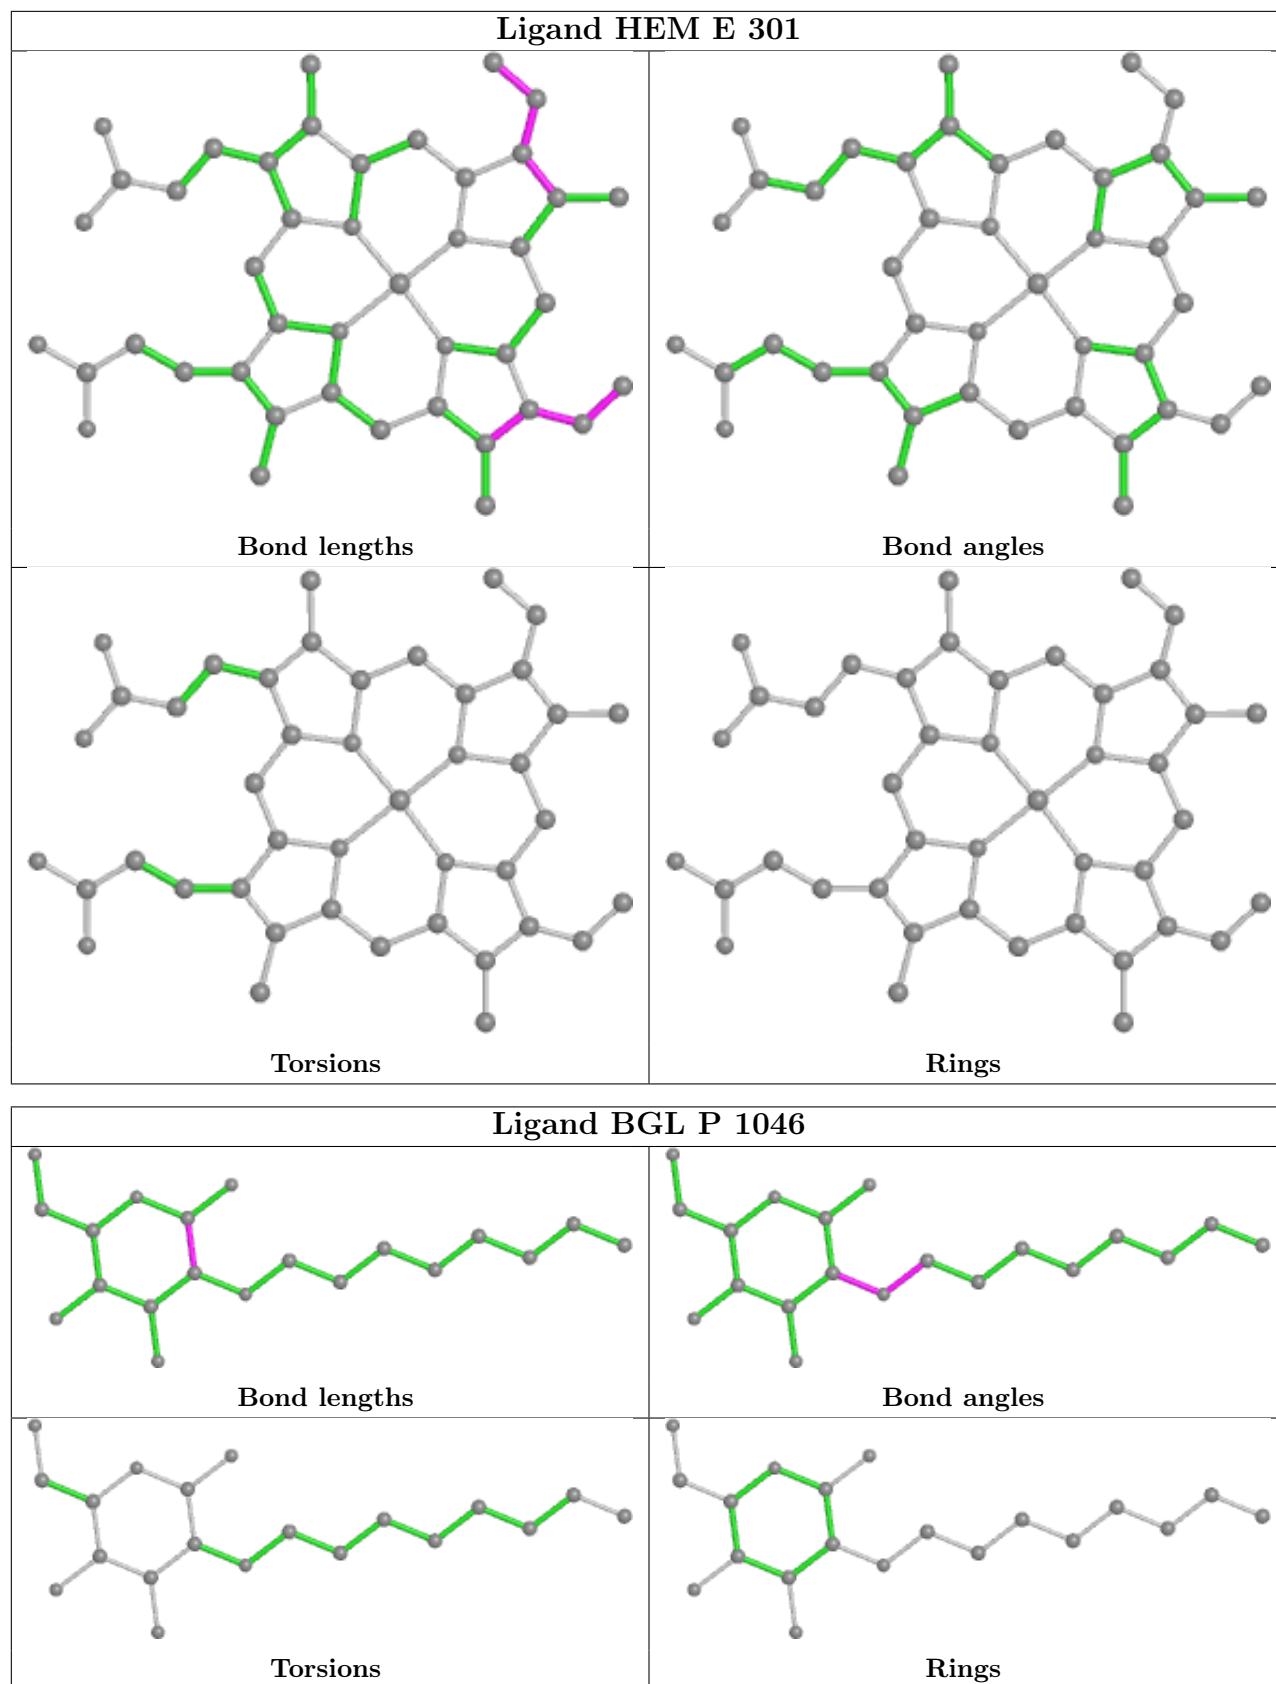 Ligand HEM E 301
Bond lengths
Bond angles
Torsions
Rings
Ligand BGL P 1046
Bond lengths
Bond angles
Torsions
Rings